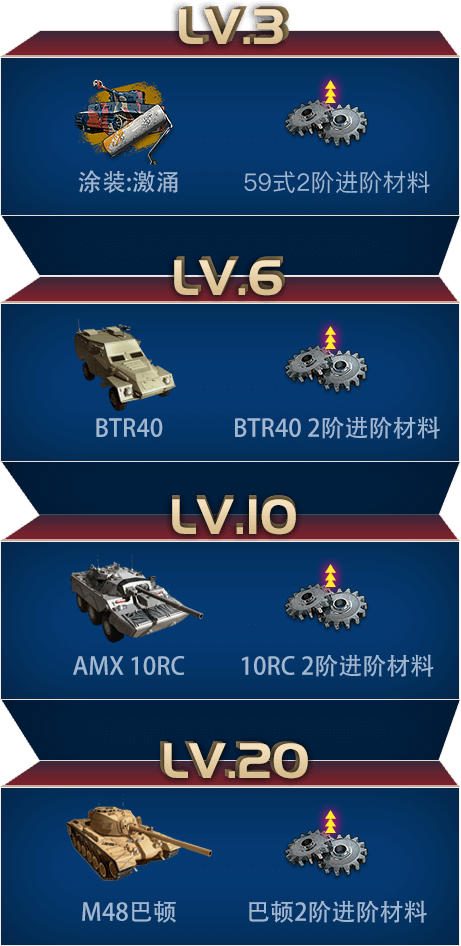 LV.3
涂装:激涌
59式2阶进阶材料
LV.6
BTR40
BTR40 2阶进阶材料
LV.10
AMX 10RC
10RC 2阶进阶材料
LV.20
M48巴顿
巴顿2阶进阶材料